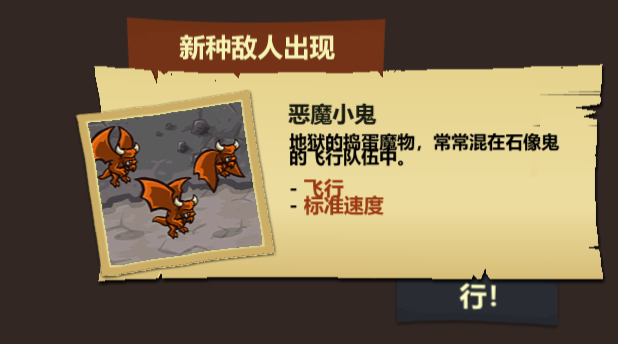 新种敌人出现
恶魔小鬼
地狱的捣蛋魔物，常常混在石像鬼
的飞行队伍中。
- 飞行
- 标准速度
行！